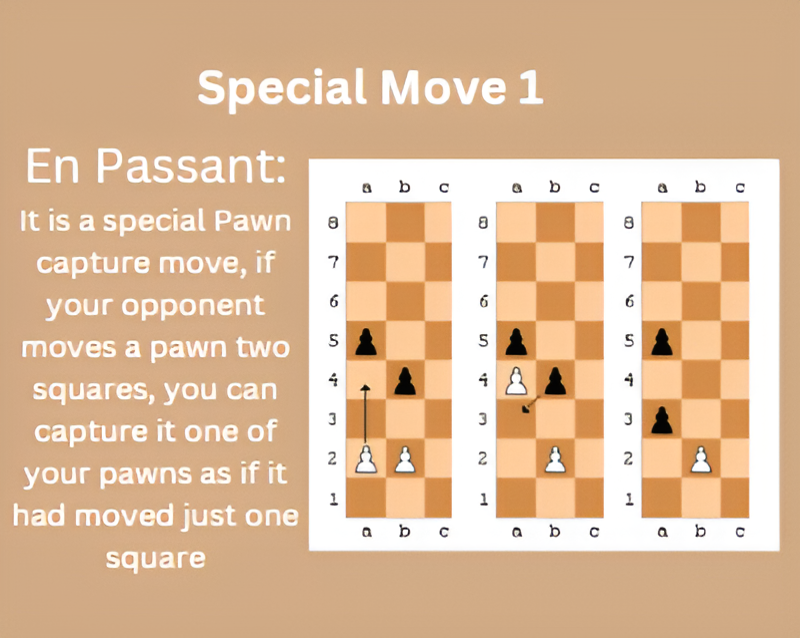 Special Move 1
En Passant:
It is a special Pawn
capture move, if
your opponent
moves a pawn two
squares, you can
capture it one of
your pawns as if it
had moved just one
square
a b c a b c a b c
8 8 8
7 7 7
6 6 6
5 5 5
4 4 4
3 3 3
2 2 2
1 1 1
a b c a b c a b c